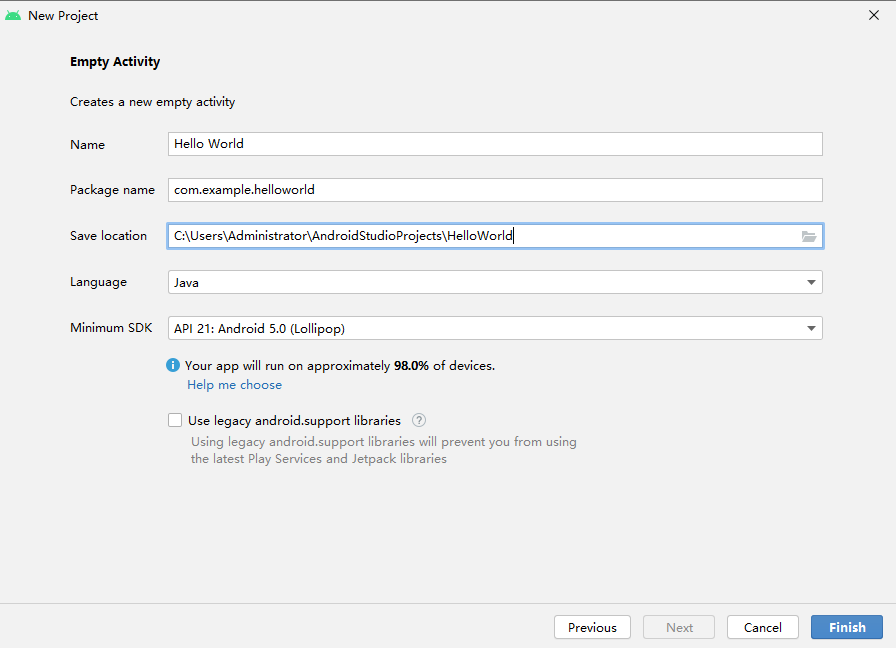 New Project
Empty Activity
Creates a new empty activity
Name Hello World
Package name com.example.helloworld
Save location C:\Users\Administrator\AndroidStudioProjects\HelloWorld
Language Java
Minimum SDK API 21: Android 5.0 (Lollipop)
Your app will run on approximately 98.0% of devices.
Help me choose
Use legacy android.support libraries ?
Using legacy android.support libraries will prevent you from using
the latest Play Services and Jetpack libraries
Previous Next Cancel Finish